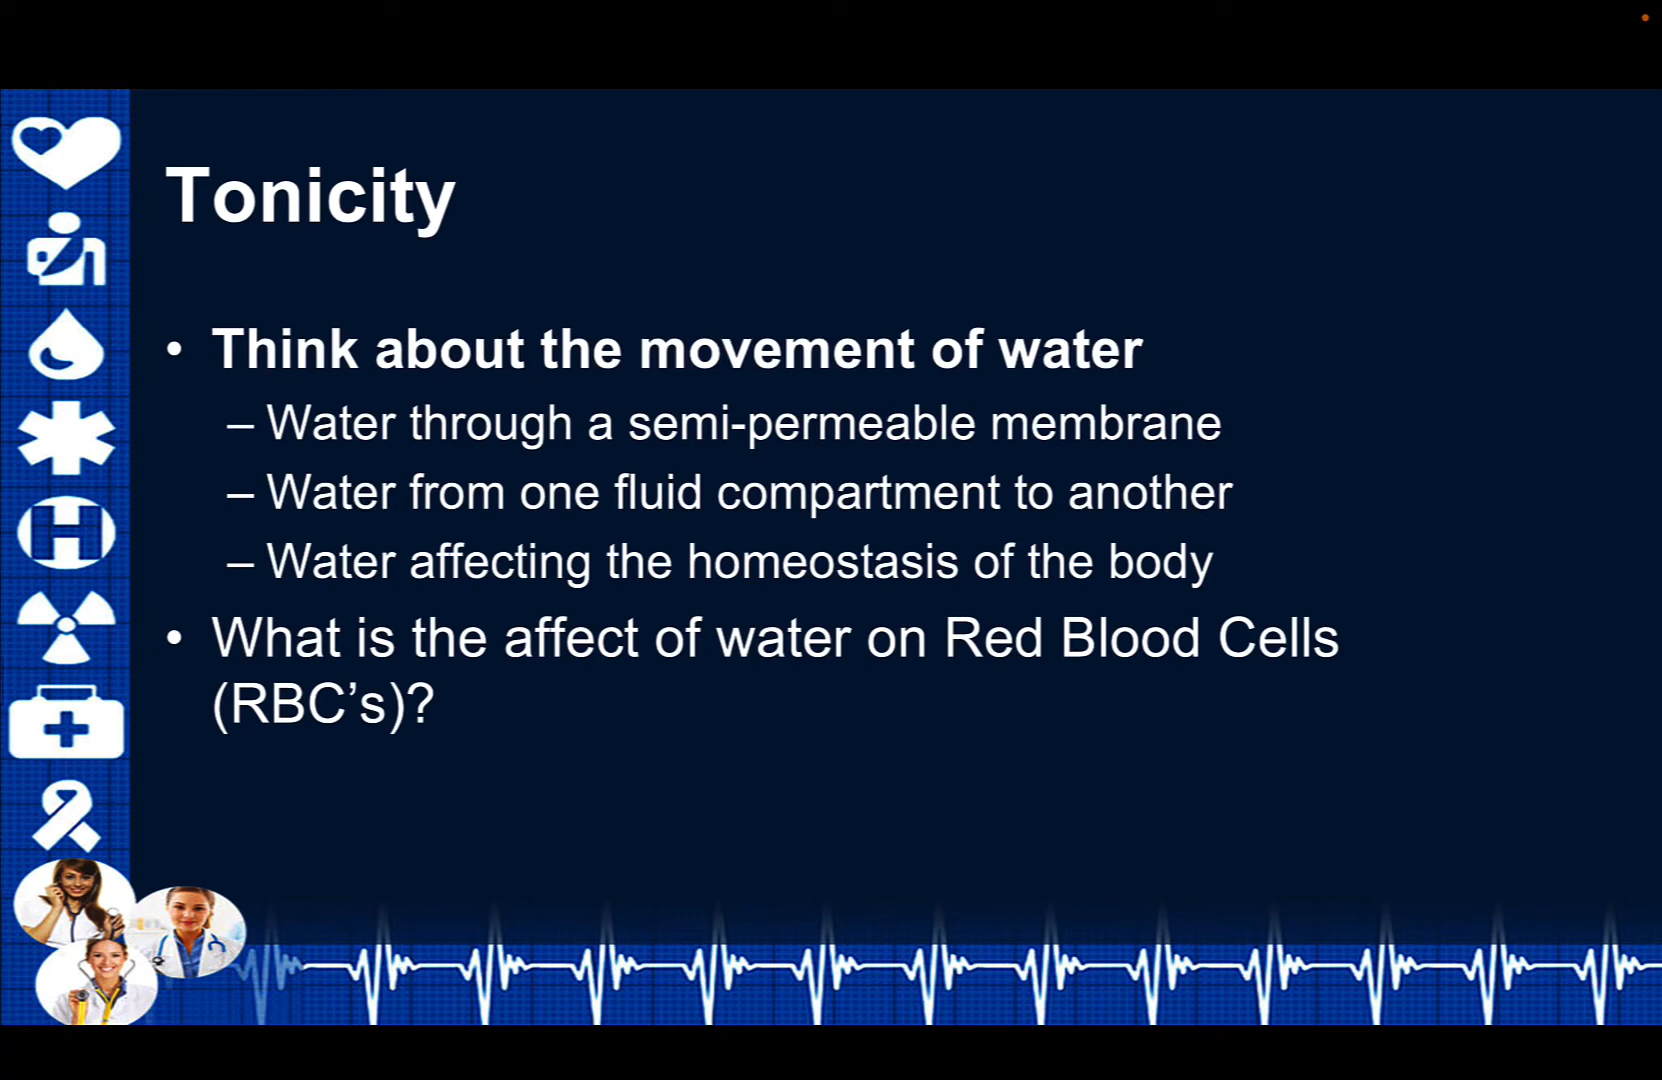 Tonicity
• Think about the movement of water
– Water through a semi-permeable membrane
– Water from one fluid compartment to another
– Water affecting the homeostasis of the body
• What is the affect of water on Red Blood Cells
(RBC’s)?
H